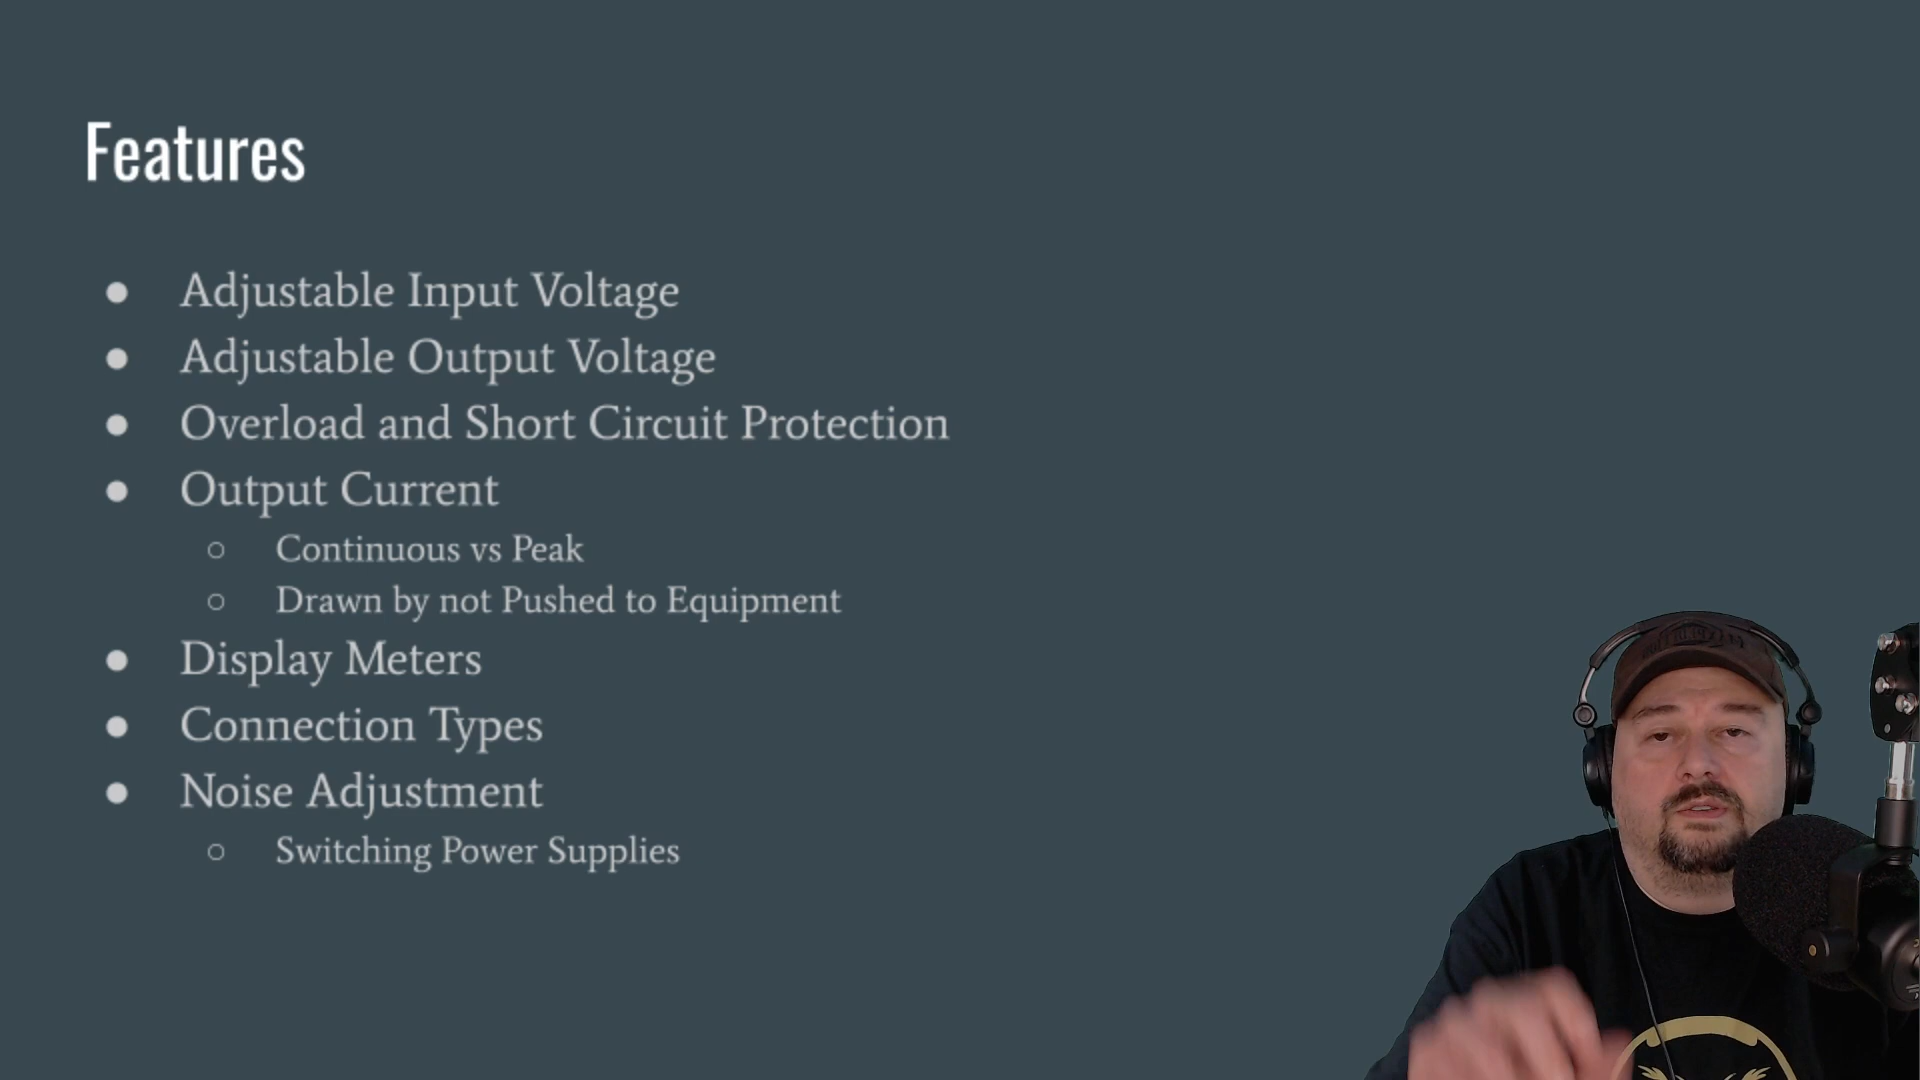 Features
● Adjustable Input Voltage
● Adjustable Output Voltage
● Overload and Short Circuit Protection
● Output Current
○ Continuous vs Peak
○ Drawn by not Pushed to Equipment
● Display Meters
● Connection Types
● Noise Adjustment
○ Switching Power Supplies